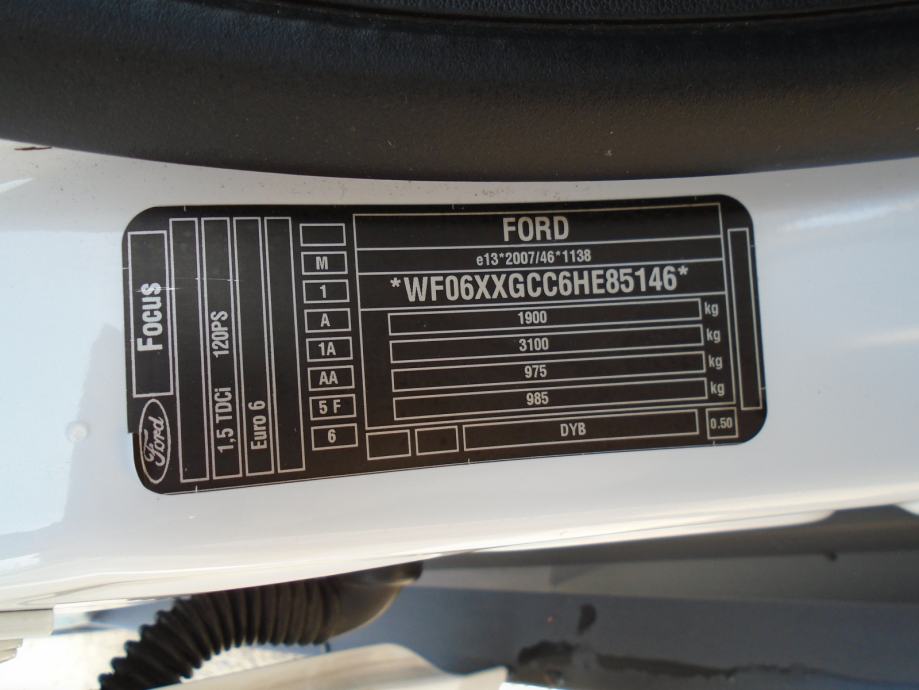 Focus
Ford
1,5 TDCi 120PS
Euro 6
M
1
A
1A
AA
5 F
6
FORD
e13*2007/46*1138
*WF06XXGCC6HE85146*
1900 kg
3100 kg
975 kg
985 kg
DYB
0.50